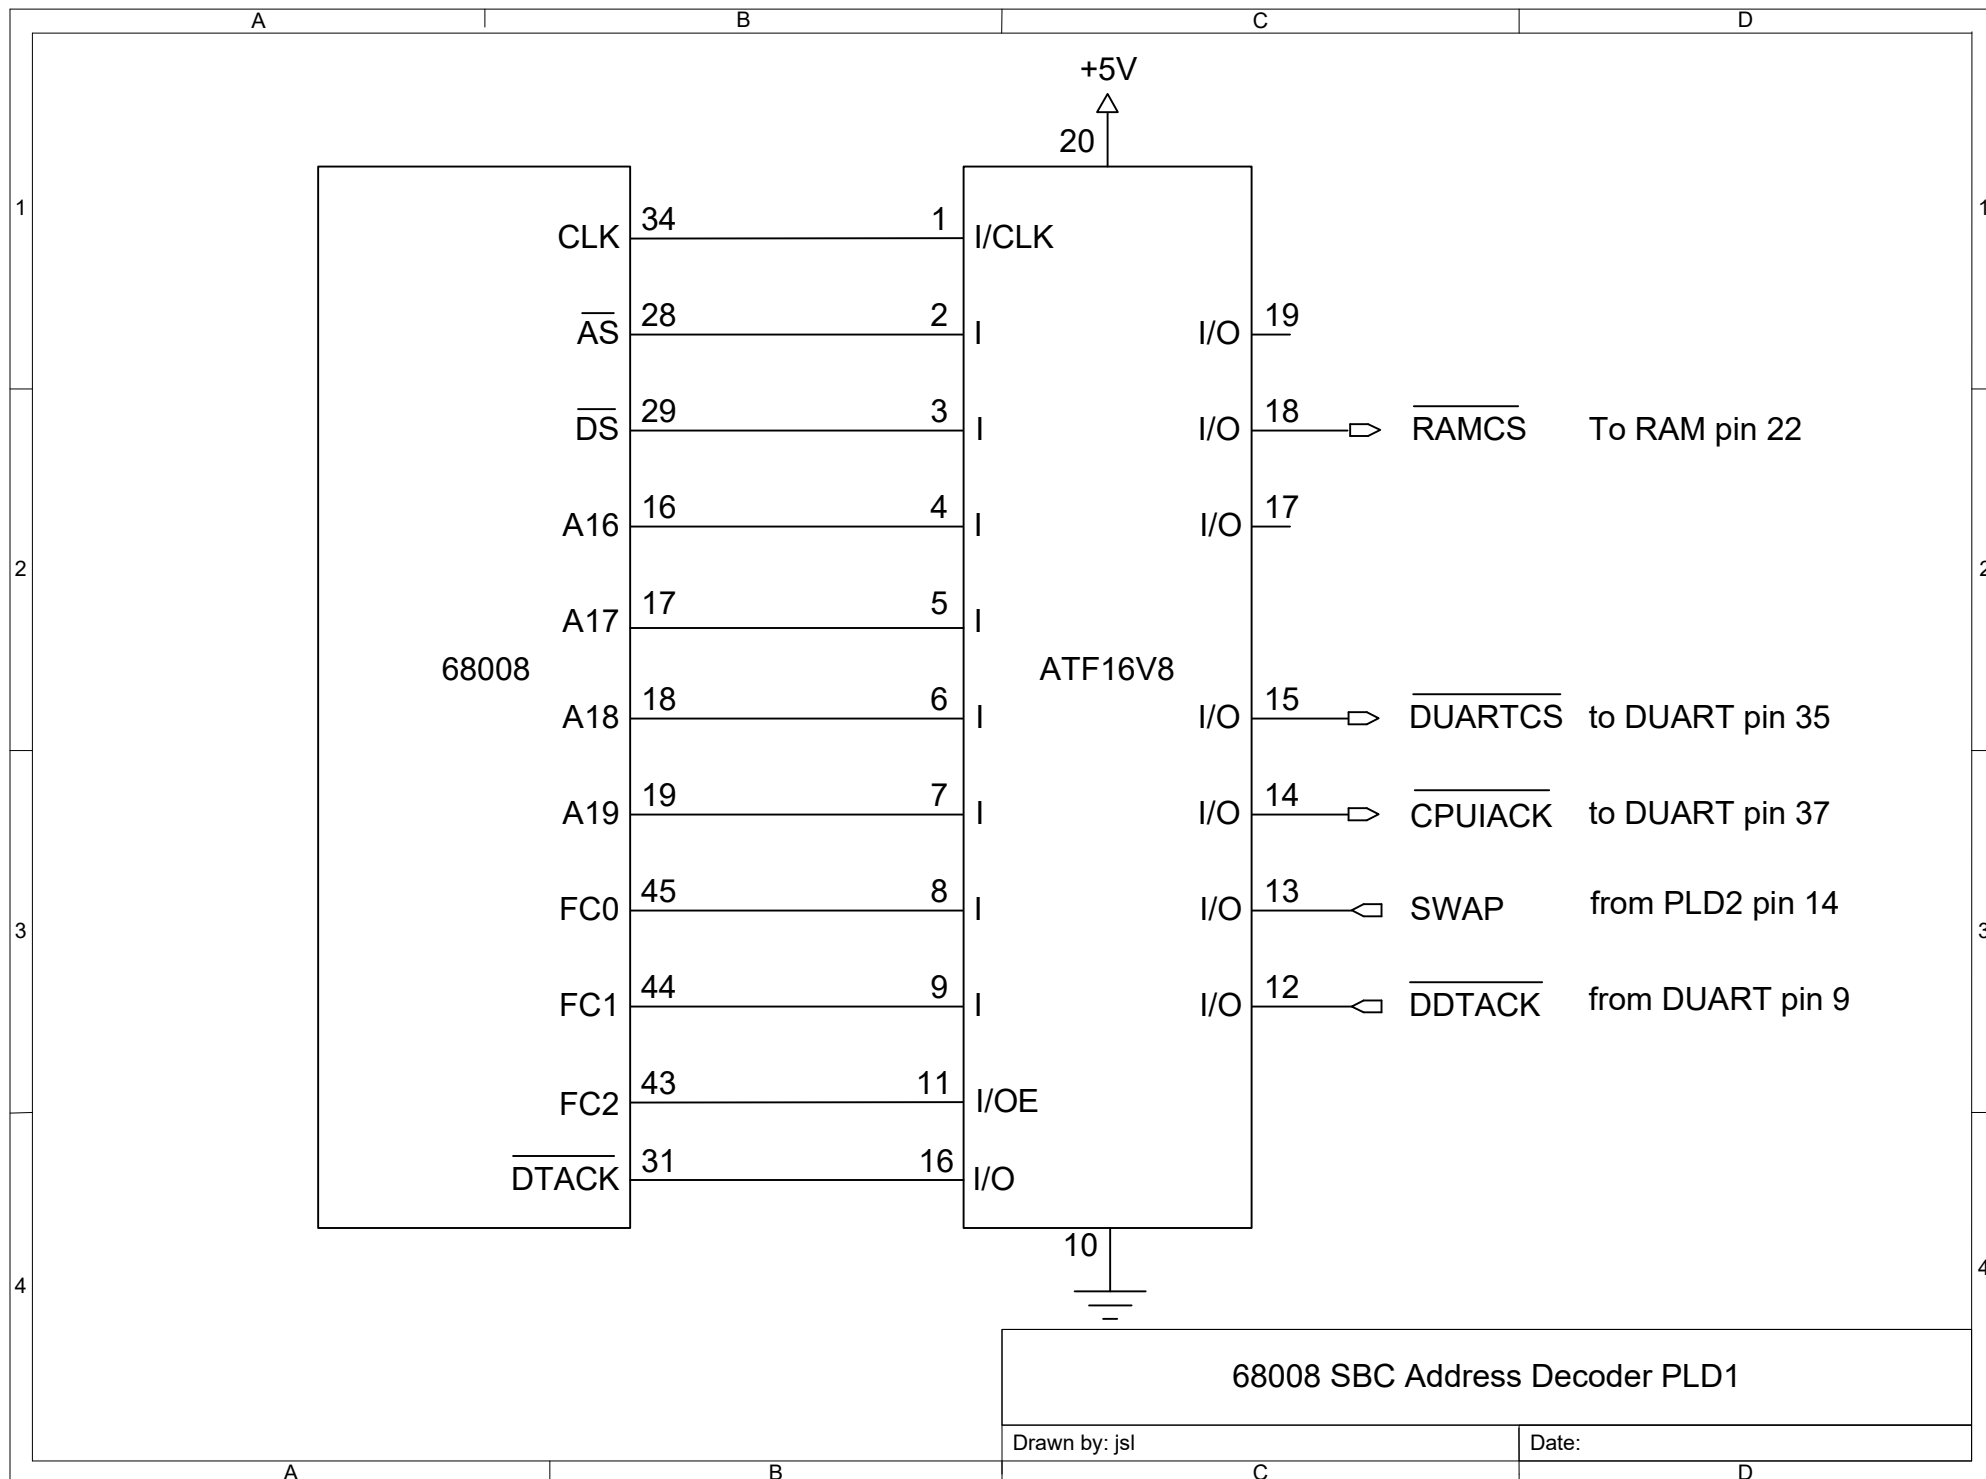 A B C D
+5V
20
1 1
CLK 34 1 I/CLK
AS 28 2 I I/O 19
DS 29 3 I I/O 18 RAMCS To RAM pin 22
A16 16 4 I I/O 17
2 2
A17 17 5 I
68008 ATF16V8
A18 18 6 I I/O 15 DUARTCS to DUART pin 35
A19 19 7 I I/O 14 CPUIACK to DUART pin 37
FC0 45 8 I I/O 13 SWAP from PLD2 pin 14
3 3
FC1 44 9 I I/O 12 DDTACK from DUART pin 9
FC2 43 11 I/OE
DTACK 31 16 I/O
10
4 4
68008 SBC Address Decoder PLD1
Drawn by: jsl Date:
A B C D